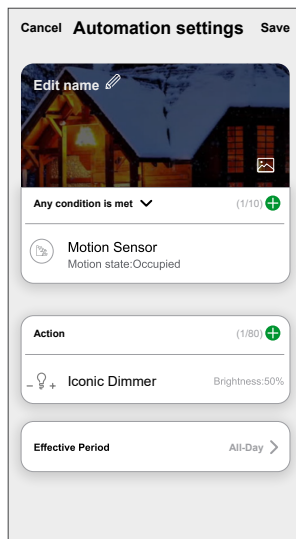 Cancel Automation settings Save
Edit name
Any condition is met (1/10)
Motion Sensor
Motion state:Occupied
Action (1/80)
Iconic Dimmer Brightness:50%
Effective Period All-Day